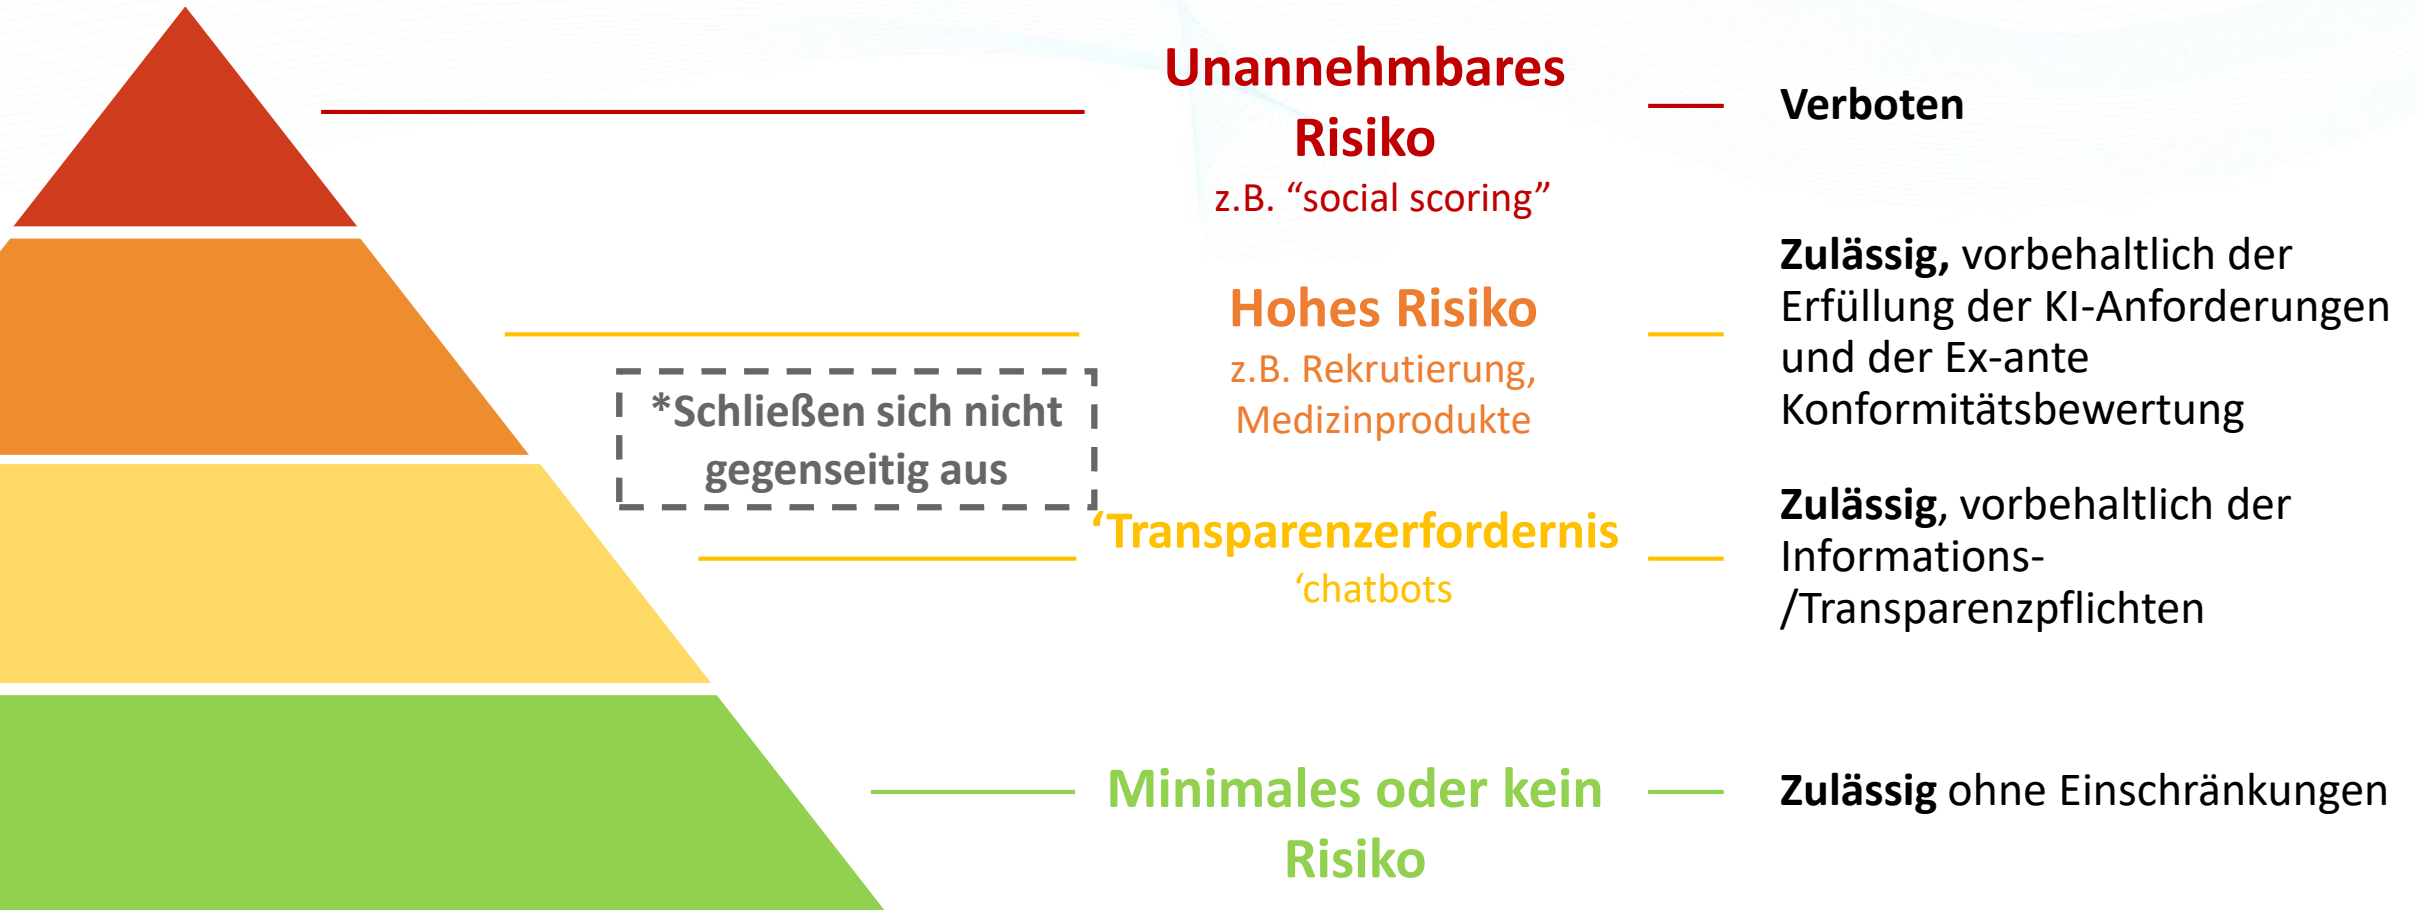 Unannehmbares
Risiko
z.B. “social scoring”
Verboten
Hohes Risiko
z.B. Rekrutierung,
Medizinprodukte
Zulässig, vorbehaltlich der
Erfüllung der KI-Anforderungen
und der Ex-ante
Konformitätsbewertung
*Schließen sich nicht
gegenseitig aus
‘Transparenzerfordernis
‘chatbots
Zulässig, vorbehaltlich der
Informations-
/Transparenzpflichten
Minimales oder kein
Risiko
Zulässig ohne Einschränkungen